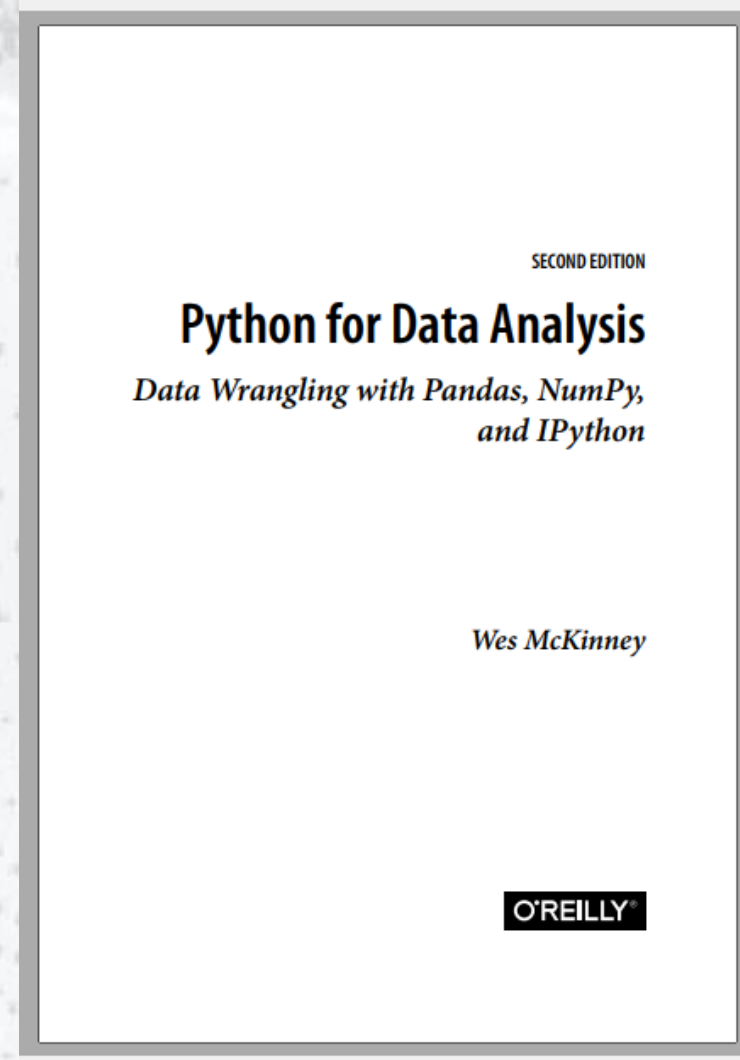 SECOND EDITION
Python for Data Analysis
Data Wrangling with Pandas, NumPy,
and IPython
Wes McKinney
O'REILLY®